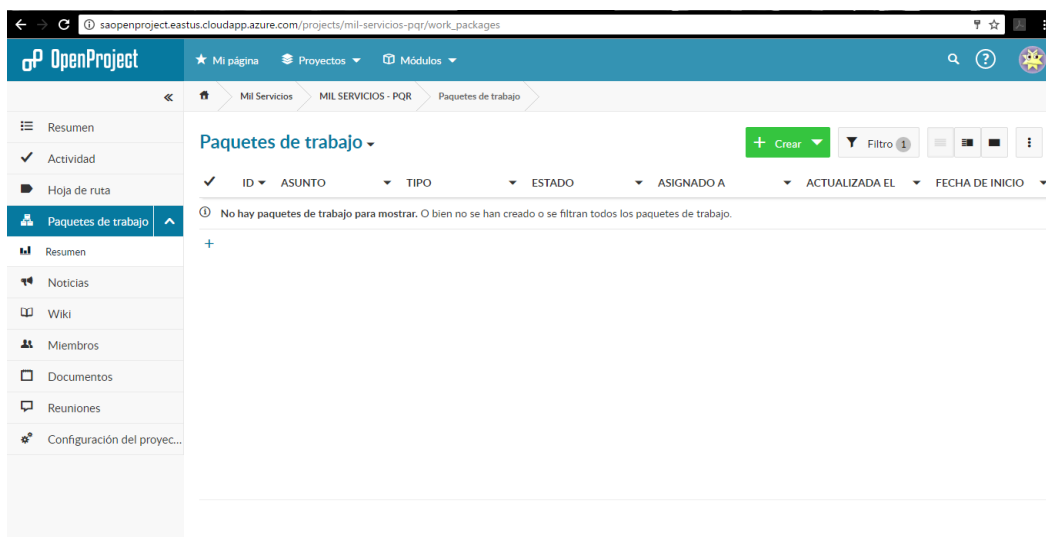 saopenproject.eastus.cloudapp.azure.com/projects/mil-servicios-pqr/work_packages
OpenProject
Mi página Proyectos Módulos
Mil Servicios MIL SERVICIOS - PQR Paquetes de trabajo
Resumen
Actividad
Hoja de ruta
Paquetes de trabajo
Resumen
Noticias
Wiki
Miembros
Documentos
Reuniones
Configuración del proyec...
Paquetes de trabajo
+ Crear Filtro 1
ID ASUNTO TIPO ESTADO ASIGNADO A ACTUALIZADA EL FECHA DE INICIO
No hay paquetes de trabajo para mostrar. O bien no se han creado o se filtran todos los paquetes de trabajo.
+